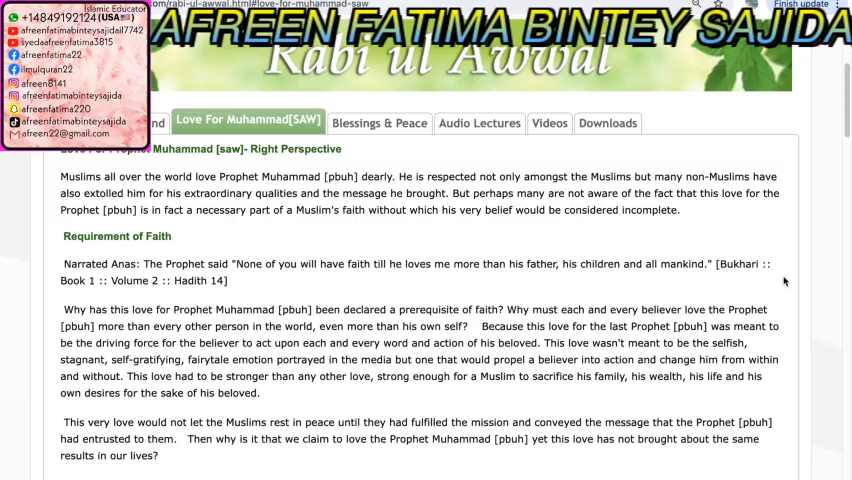 om/rabi-ul-awwal.html#love-for-muhammad-saw
Finish update
Islamic Educator
+14849192124 (USA🇺🇸)
afreenfatimabinteysajidail7742
syedaafreenfatima3815
afreenfatima22
ilmulquran22
afreen8141
afreenfatimabinteysajida
afreenfatima220
afreenfatimabinteysajida
afreen22@gmail.com
AFREEN FATIMA BINTEY SAJIDA
Rabi ul Awwal
nd
Love For Muhammad[SAW]
Blessings & Peace
Audio Lectures
Videos
Downloads
Muhammad [saw]- Right Perspective
Muslims all over the world love Prophet Muhammad [pbuh] dearly. He is respected not only amongst the Muslims but many non-Muslims have
also extolled him for his extraordinary qualities and the message he brought. But perhaps many are not aware of the fact that this love for the
Prophet [pbuh] is in fact a necessary part of a Muslim's faith without which his very belief would be considered incomplete.
Requirement of Faith
Narrated Anas: The Prophet said "None of you will have faith till he loves me more than his father, his children and all mankind." [Bukhari ::
Book 1 :: Volume 2 :: Hadith 14]
Why has this love for Prophet Muhammad [pbuh] been declared a prerequisite of faith? Why must each and every believer love the Prophet
[pbuh] more than every other person in the world, even more than his own self? Because this love for the last Prophet [pbuh] was meant to
be the driving force for the believer to act upon each and every word and action of his beloved. This love wasn't meant to be the selfish,
stagnant, self-gratifying, fairytale emotion portrayed in the media but one that would propel a believer into action and change him from within
and without. This love had to be stronger than any other love, strong enough for a Muslim to sacrifice his family, his wealth, his life and his
own desires for the sake of his beloved.
This very love would not let the Muslims rest in peace until they had fulfilled the mission and conveyed the message that the Prophet [pbuh]
had entrusted to them. Then why is it that we claim to love the Prophet Muhammad [pbuh] yet this love has not brought about the same
results in our lives?